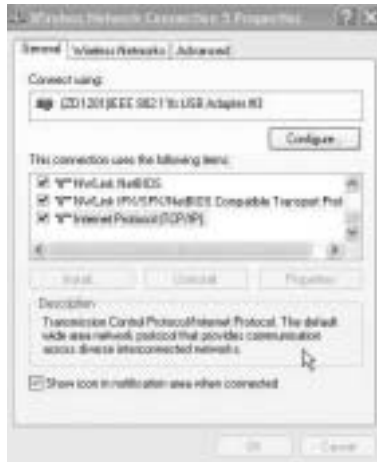 Wireless Network Connection 5 Properties
General Wireless Networks Advanced
Connect using:
(ZD1201)IEEE 802.11b USB Adapter #3
Configure...
This connection uses the following items:
NWLink NetBIOS
NWLink IPX/SPX/NetBIOS Compatible Transport Prot
Internet Protocol (TCP/IP)
Install... Uninstall Properties
Description
Transmission Control Protocol/Internet Protocol. The default
wide area network protocol that provides communication
across diverse interconnected networks.
Show icon in notification area when connected
OK Cancel